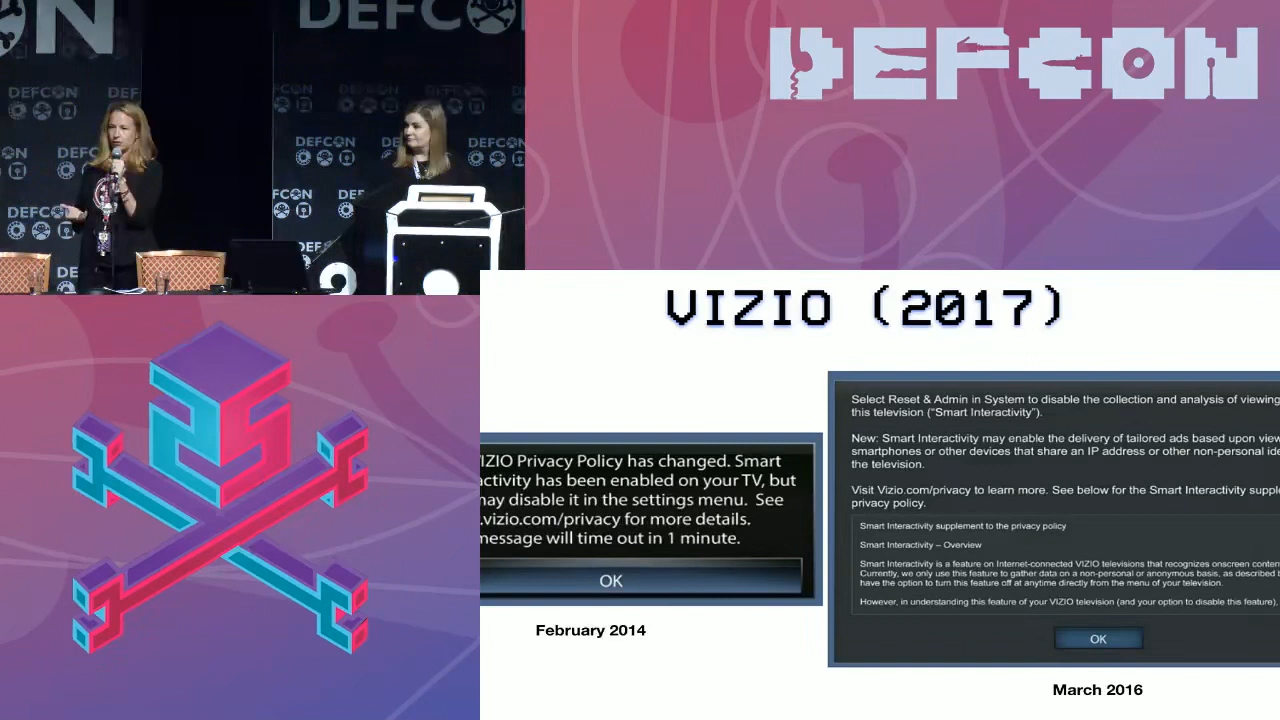 DEFCON
DEFCON
DEFCON
DEFCON
DEFCON
DEFCON
DEFCON
DEFCON
VIZIO (2017)
IZIO Privacy Policy has changed. Smart
activity has been enabled on your TV, but
may disable it in the settings menu. See
.vizio.com/privacy for more details.
message will time out in 1 minute.
OK
February 2014
Select Reset & Admin in System to disable the collection and analysis of viewing
this television ("Smart Interactivity").
New: Smart Interactivity may enable the delivery of tailored ads based upon view
smartphones or other devices that share an IP address or other non-personal ide
the television.
Visit Vizio.com/privacy to learn more. See below for the Smart Interactivity supple
privacy policy.
Smart Interactivity supplement to the privacy policy
Smart Interactivity – Overview
Smart Interactivity is a feature on Internet-connected VIZIO televisions that recognizes onscreen conten
Currently, we only use this feature to gather data on a non-personal or anonymous basis, as described b
have the option to turn this feature off at anytime directly from the menu of your television.
However, in understanding this feature of your VIZIO television (and your option to disable this feature),
OK
March 2016